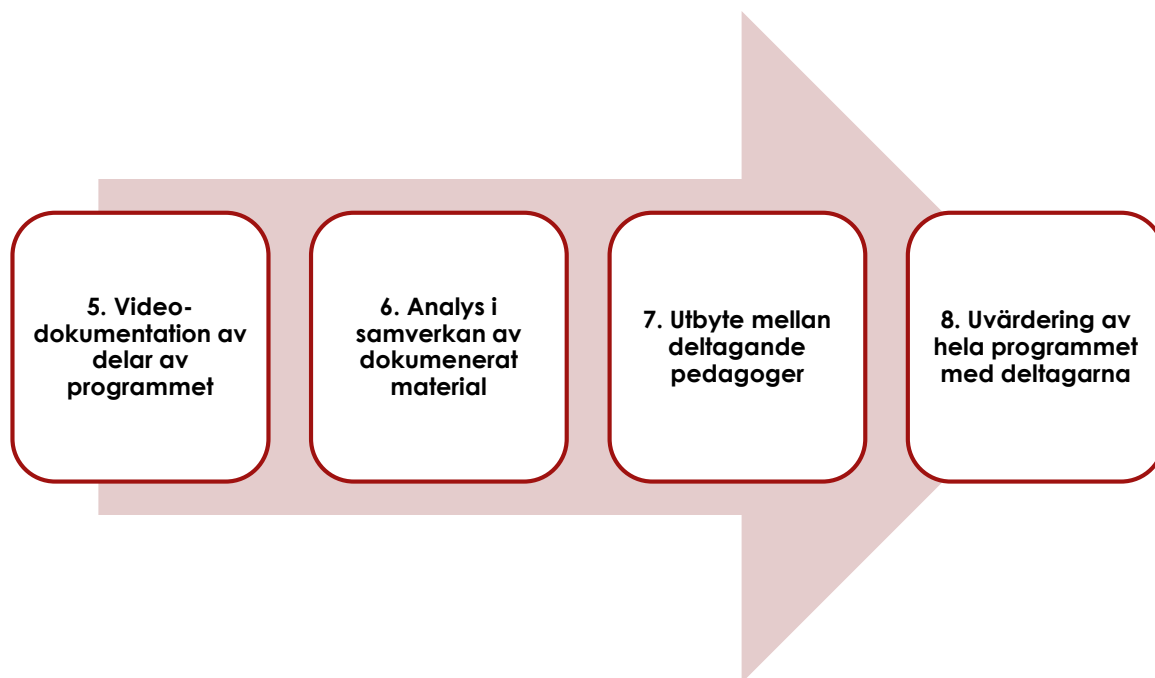 5. Video-
dokumentation av
delar av
programmet
6. Analys i
samverkan av
dokumenerat
material
7. Utbyte mellan
deltagande
pedagoger
8. Uvärdering av
hela programmet
med deltagarna